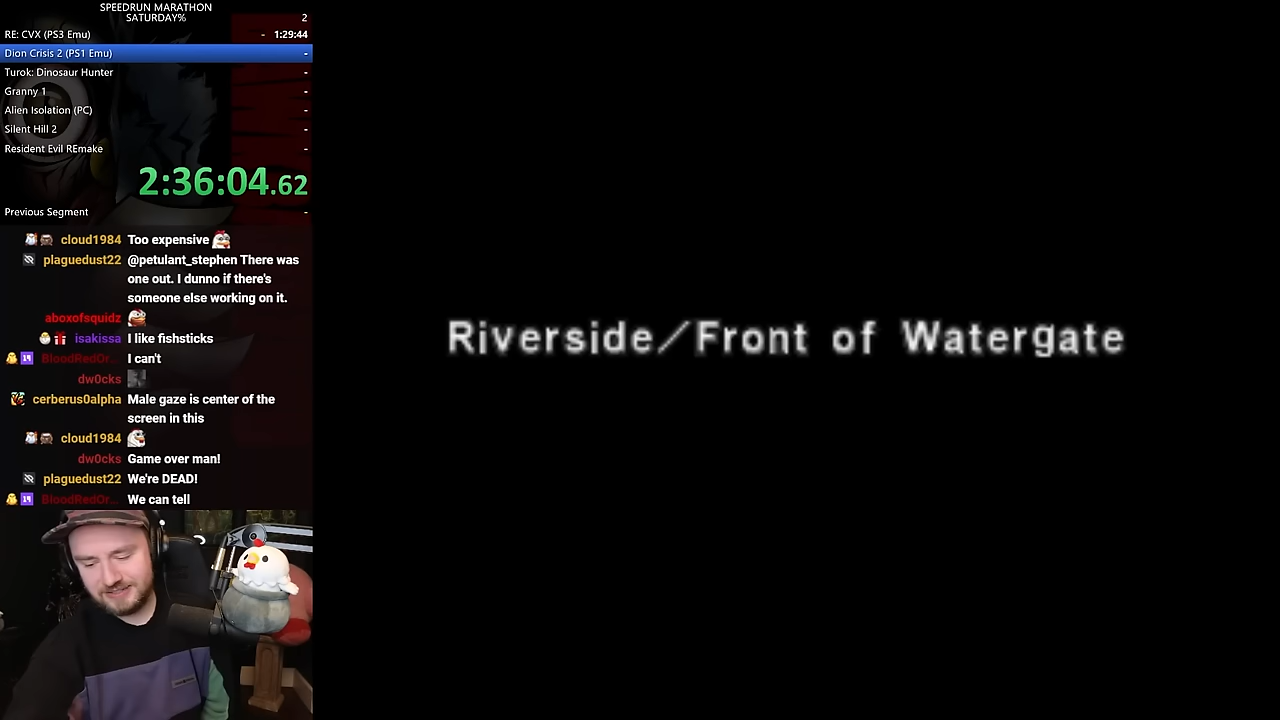 SPEEDRUN MARATHON
SATURDAY%
2
RE: CVX (PS3 Emu) - 1:29:44
Dion Crisis 2 (PS1 Emu) -
Turok: Dinosaur Hunter -
Granny 1 -
Alien Isolation (PC) -
Silent Hill 2 -
Resident Evil REmake -
2:36:04.62
Previous Segment -
cloud1984 Too expensive
plaguedust22 @petulant_stephen There was
one out. I dunno if there's
someone else working on it.
aboxofsquidz
isakissa I like fishsticks
19 BloodRedOr... I can't
dw0cks
cerberus0alpha Male gaze is center of the
screen in this
cloud1984
dw0cks Game over man!
plaguedust22 We're DEAD!
19 BloodRedOr... We can tell
Riverside/Front of Watergate